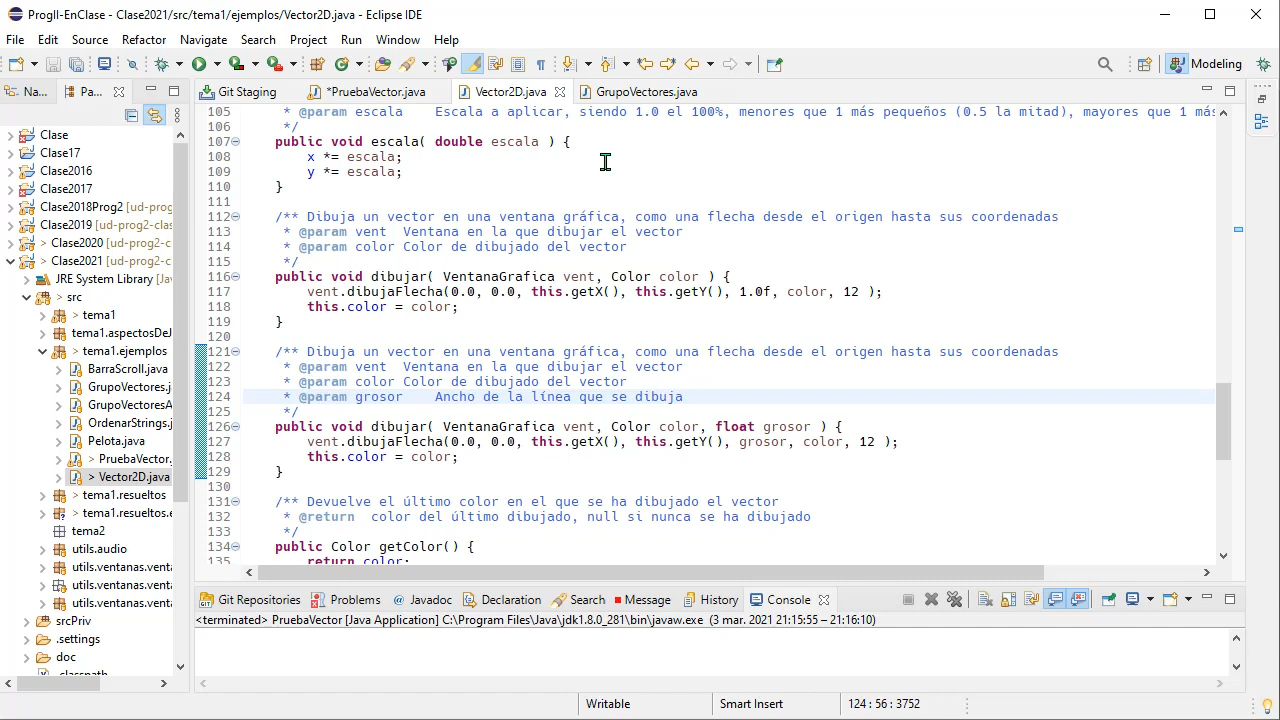 ProgII-EnClase - Clase2021/src/tema1/ejemplos/Vector2D.java - Eclipse IDE
File Edit Source Refactor Navigate Search Project Run Window Help
Modeling
Na... Pa...
Git Staging *PruebaVector.java Vector2D.java GrupoVectores.java
Clase
Clase17
Clase2016
Clase2017
Clase2018Prog2 (ud-prog
Clase2019 (ud-prog2-cl
> Clase2020 (ud-prog2-c
> Clase2021 (ud-prog2-c
JRE System Library [Jav
> src
> tema1
tema1.aspectosDeJ
> tema1.ejemplos
BarraScroll.java
GrupoVectores.j
GrupoVectoresA
OrdenarStrings.j
Pelota.java
> PruebaVector.
> Vector2D.java
> tema1.resueltos
> tema1.resueltos.e
tema2
utils.audio
utils.ventanas.venta
utils.ventanas.venta
utils.ventanas.venta
> srcPriv
> .settings
> doc
.classpath
105 * @param escala Escala a aplicar, siendo 1.0 el 100%, menores que 1 más pequeños (0.5 la mitad), mayores que 1 más
106 */
107 public void escala( double escala ) {
108 x *= escala;
109 y *= escala;
110 }
111
112 /** Dibuja un vector en una ventana gráfica, como una flecha desde el origen hasta sus coordenadas
113 * @param vent Ventana en la que dibujar el vector
114 * @param color Color de dibujado del vector
115 */
116 public void dibujar( VentanaGrafica vent, Color color ) {
117 vent.dibujaFlecha(0.0, 0.0, this.getX(), this.getY(), 1.0f, color, 12 );
118 this.color = color;
119 }
120
121 /** Dibuja un vector en una ventana gráfica, como una flecha desde el origen hasta sus coordenadas
122 * @param vent Ventana en la que dibujar el vector
123 * @param color Color de dibujado del vector
124 * @param grosor Ancho de la línea que se dibuja
125 */
126 public void dibujar( VentanaGrafica vent, Color color, float grosor ) {
127 vent.dibujaFlecha(0.0, 0.0, this.getX(), this.getY(), grosor, color, 12 );
128 this.color = color;
129 }
130
131 /** Devuelve el último color en el que se ha dibujado el vector
132 * @return color del último dibujado, null si nunca se ha dibujado
133 */
134 public Color getColor() {
135 return color;
Git Repositories Problems Javadoc Declaration Search Message History Console
<terminated> PruebaVector [Java Application] C:\Program Files\Java\jdk1.8.0_281\bin\javaw.exe (3 mar. 2021 21:15:55 – 21:16:10)
Writable Smart Insert 124 : 56 : 3752